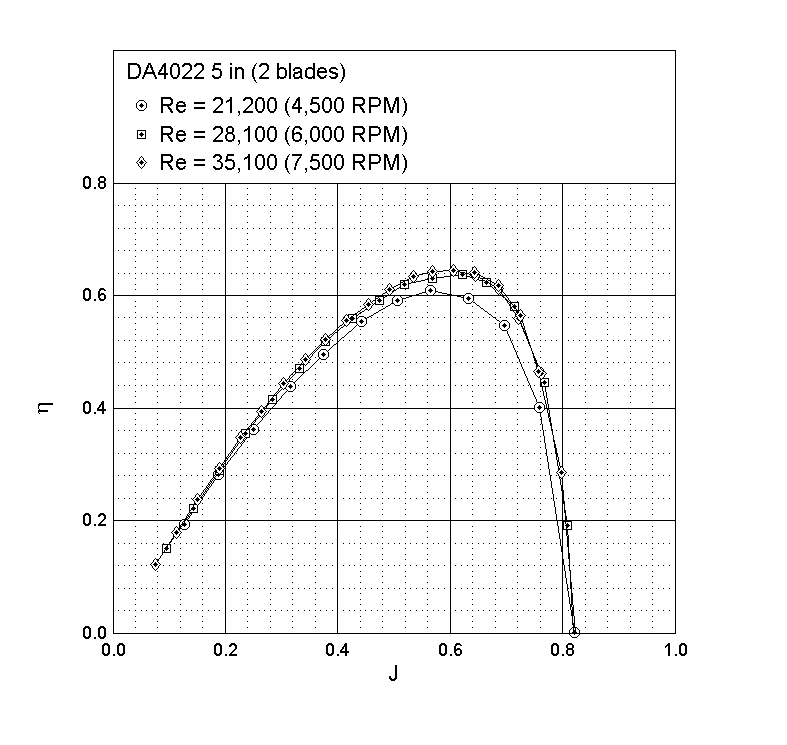 DA4022 5 in (2 blades)
Re = 21,200 (4,500 RPM)
Re = 28,100 (6,000 RPM)
Re = 35,100 (7,500 RPM)
0.8
0.6
0.4
0.2
0.0
η
0.0 0.2 0.4 0.6 0.8 1.0
J